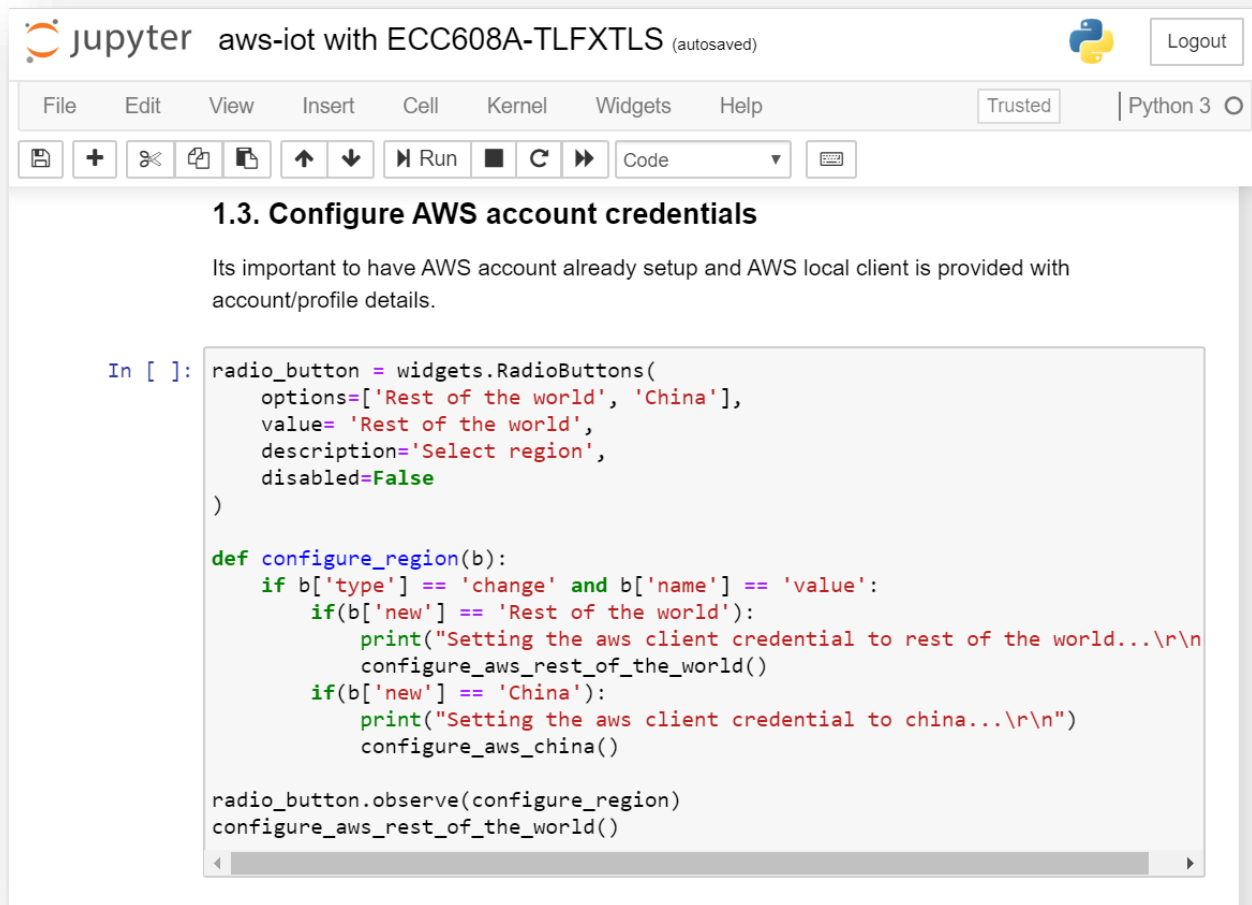 jupyter aws-iot with ECC608A-TLFXTLS (autosaved) Logout
File Edit View Insert Cell Kernel Widgets Help Trusted Python 3
Run Code
1.3. Configure AWS account credentials
Its important to have AWS account already setup and AWS local client is provided with
account/profile details.
In [ ]: radio_button = widgets.RadioButtons(
    options=['Rest of the world', 'China'],
    value= 'Rest of the world',
    description='Select region',
    disabled=False
)
def configure_region(b):
    if b['type'] == 'change' and b['name'] == 'value':
        if(b['new'] == 'Rest of the world'):
            print("Setting the aws client credential to rest of the world...\r\n
            configure_aws_rest_of_the_world()
        if(b['new'] == 'China'):
            print("Setting the aws client credential to china...\r\n")
            configure_aws_china()
radio_button.observe(configure_region)
configure_aws_rest_of_the_world()